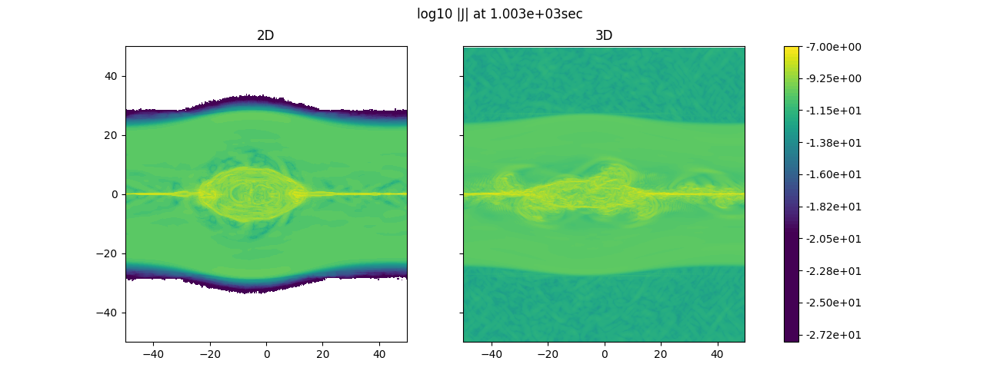 log10 |J| at 1.003e+03sec
2D
3D
40
20
0
−20
−40
−40
−20
0
20
40
−40
−20
0
20
40
-7.00e+00
-9.25e+00
-1.15e+01
-1.38e+01
-1.60e+01
-1.82e+01
-2.05e+01
-2.28e+01
-2.50e+01
-2.72e+01